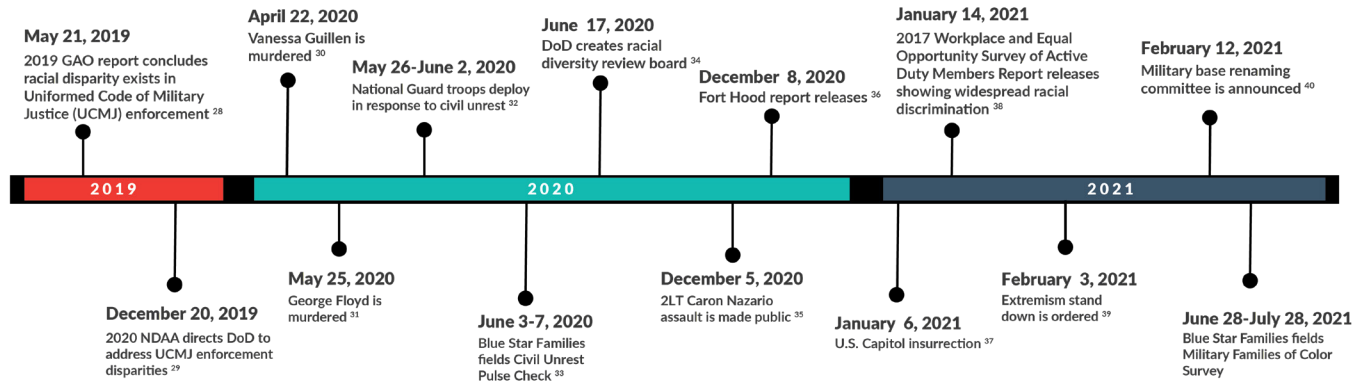 May 21, 2019
2019 GAO report concludes
racial disparity exists in
Uniformed Code of Military
Justice (UCMJ) enforcement 28
April 22, 2020
Vanessa Guillen is
murdered 30
May 26-June 2, 2020
National Guard troops deploy
in response to civil unrest 32
June 17, 2020
DoD creates racial
diversity review board 34
December 8, 2020
Fort Hood report releases 36
January 14, 2021
2017 Workplace and Equal
Opportunity Survey of Active
Duty Members Report releases
showing widespread racial
discrimination 38
February 12, 2021
Military base renaming
committee is announced 40
2019
2020
2021
December 20, 2019
2020 NDAA directs DoD to
address UCMJ enforcement
disparities 29
May 25, 2020
George Floyd is
murdered 31
June 3-7, 2020
Blue Star Families
fields Civil Unrest
Pulse Check 33
December 5, 2020
2LT Caron Nazario
assault is made public 35
January 6, 2021
U.S. Capitol insurrection 37
February 3, 2021
Extremism stand
down is ordered 39
June 28-July 28, 2021
Blue Star Families fields
Military Families of Color
Survey